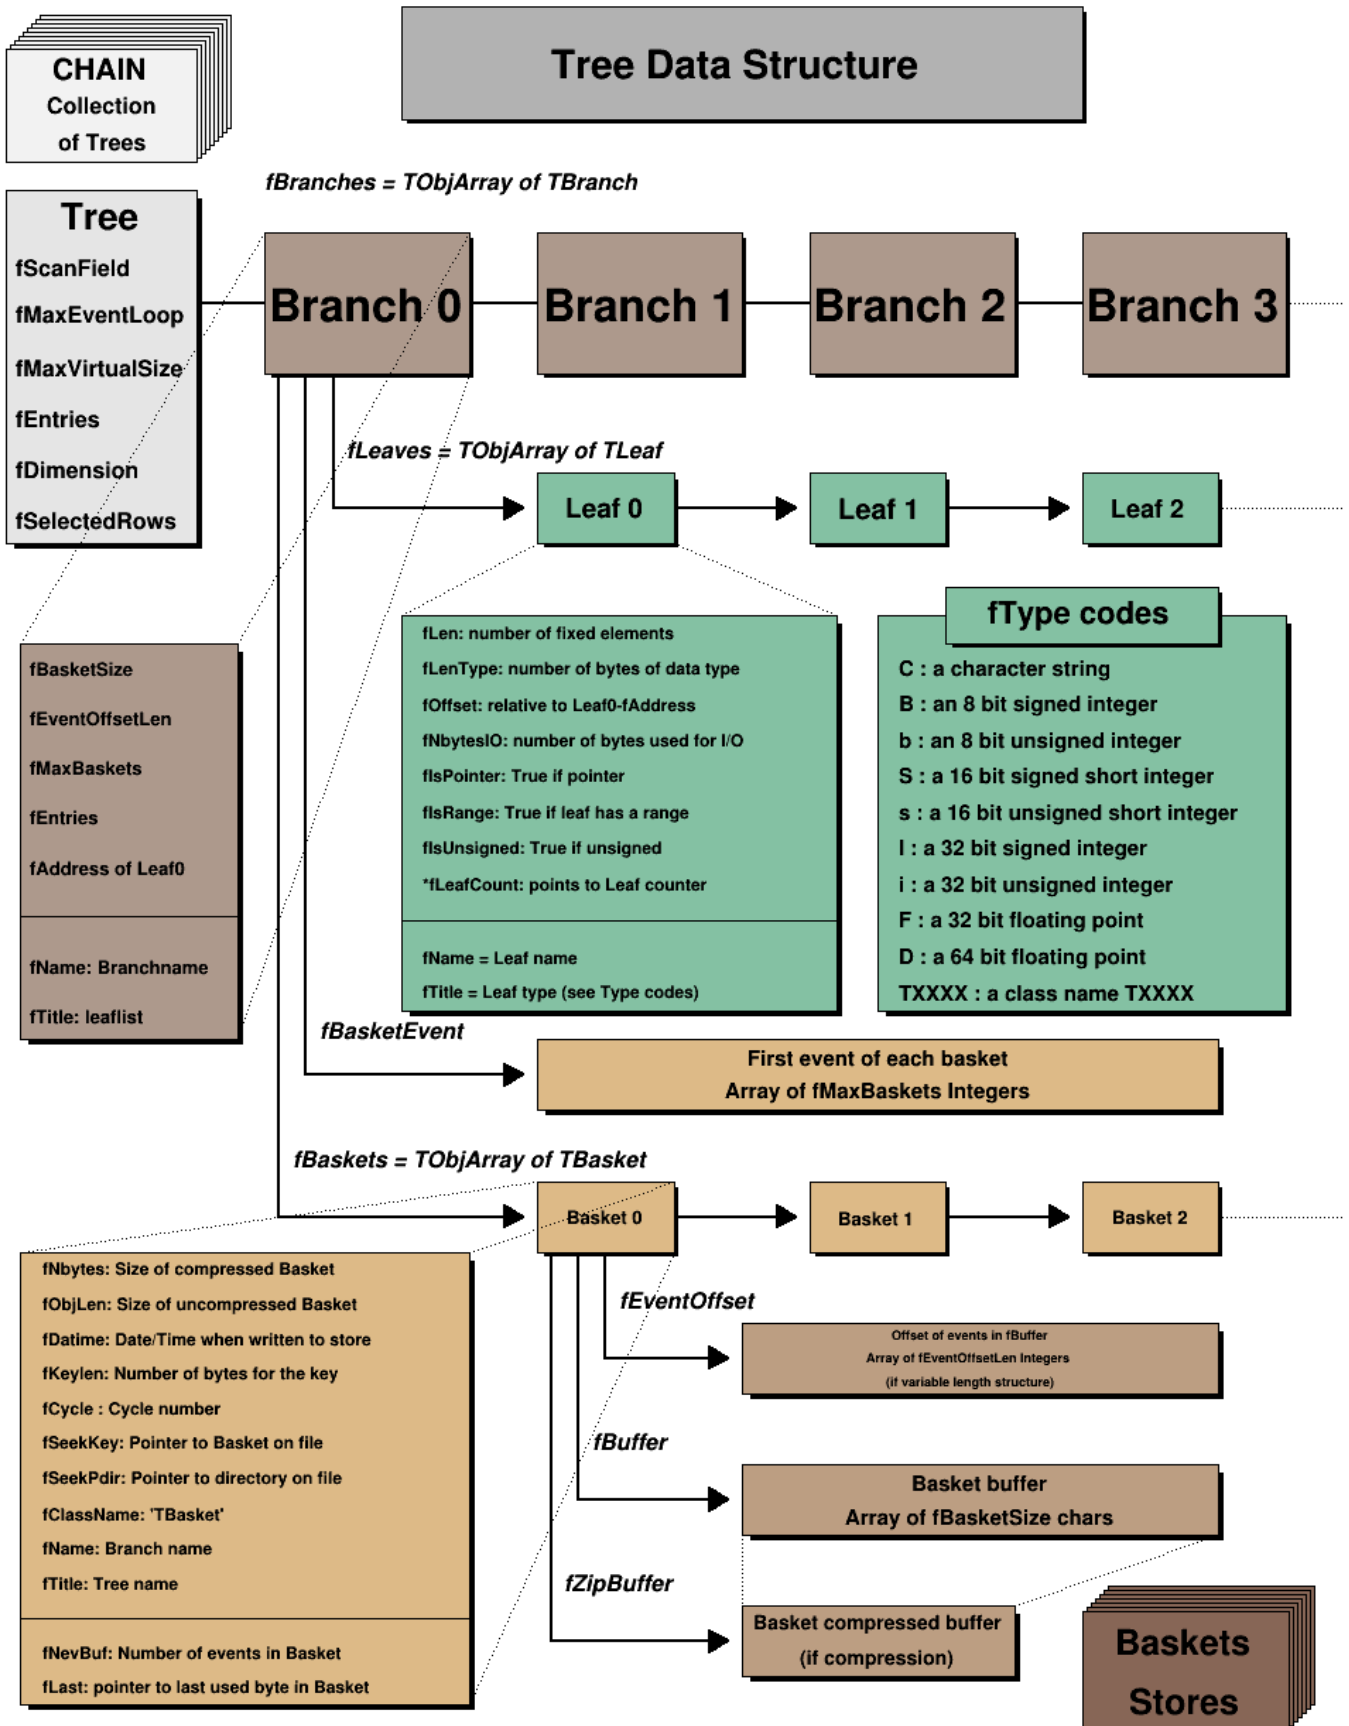 CHAIN
Collection
of Trees
Tree Data Structure
fBranches = TObjArray of TBranch
Tree
fScanField
fMaxEventLoop
fMaxVirtualSize
fEntries
fDimension
fSelectedRows
Branch 0
Branch 1
Branch 2
Branch 3
fLeaves = TObjArray of TLeaf
Leaf 0
Leaf 1
Leaf 2
fBasketSize
fEventOffsetLen
fMaxBaskets
fEntries
fAddress of Leaf0
fName: Branchname
fTitle: leaflist
fLen: number of fixed elements
fLenType: number of bytes of data type
fOffset: relative to Leaf0-fAddress
fNbytesIO: number of bytes used for I/O
fIsPointer: True if pointer
fIsRange: True if leaf has a range
fIsUnsigned: True if unsigned
*fLeafCount: points to Leaf counter
fName = Leaf name
fTitle = Leaf type (see Type codes)
fType codes
C : a character string
B : an 8 bit signed integer
b : an 8 bit unsigned integer
S : a 16 bit signed short integer
s : a 16 bit unsigned short integer
I : a 32 bit signed integer
i : a 32 bit unsigned integer
F : a 32 bit floating point
D : a 64 bit floating point
TXXXX : a class name TXXXX
fBasketEvent
First event of each basket
Array of fMaxBaskets Integers
fBaskets = TObjArray of TBasket
Basket 0
Basket 1
Basket 2
fNbytes: Size of compressed Basket
fObjLen: Size of uncompressed Basket
fDatime: Date/Time when written to store
fKeylen: Number of bytes for the key
fCycle : Cycle number
fSeekKey: Pointer to Basket on file
fSeekPdir: Pointer to directory on file
fClassName: 'TBasket'
fName: Branch name
fTitle: Tree name
fNevBuf: Number of events in Basket
fLast: pointer to last used byte in Basket
fEventOffset
Offset of events in fBuffer
Array of fEventOffsetLen Integers
(if variable length structure)
fBuffer
Basket buffer
Array of fBasketSize chars
fZipBuffer
Basket compressed buffer
(if compression)
Baskets
Stores